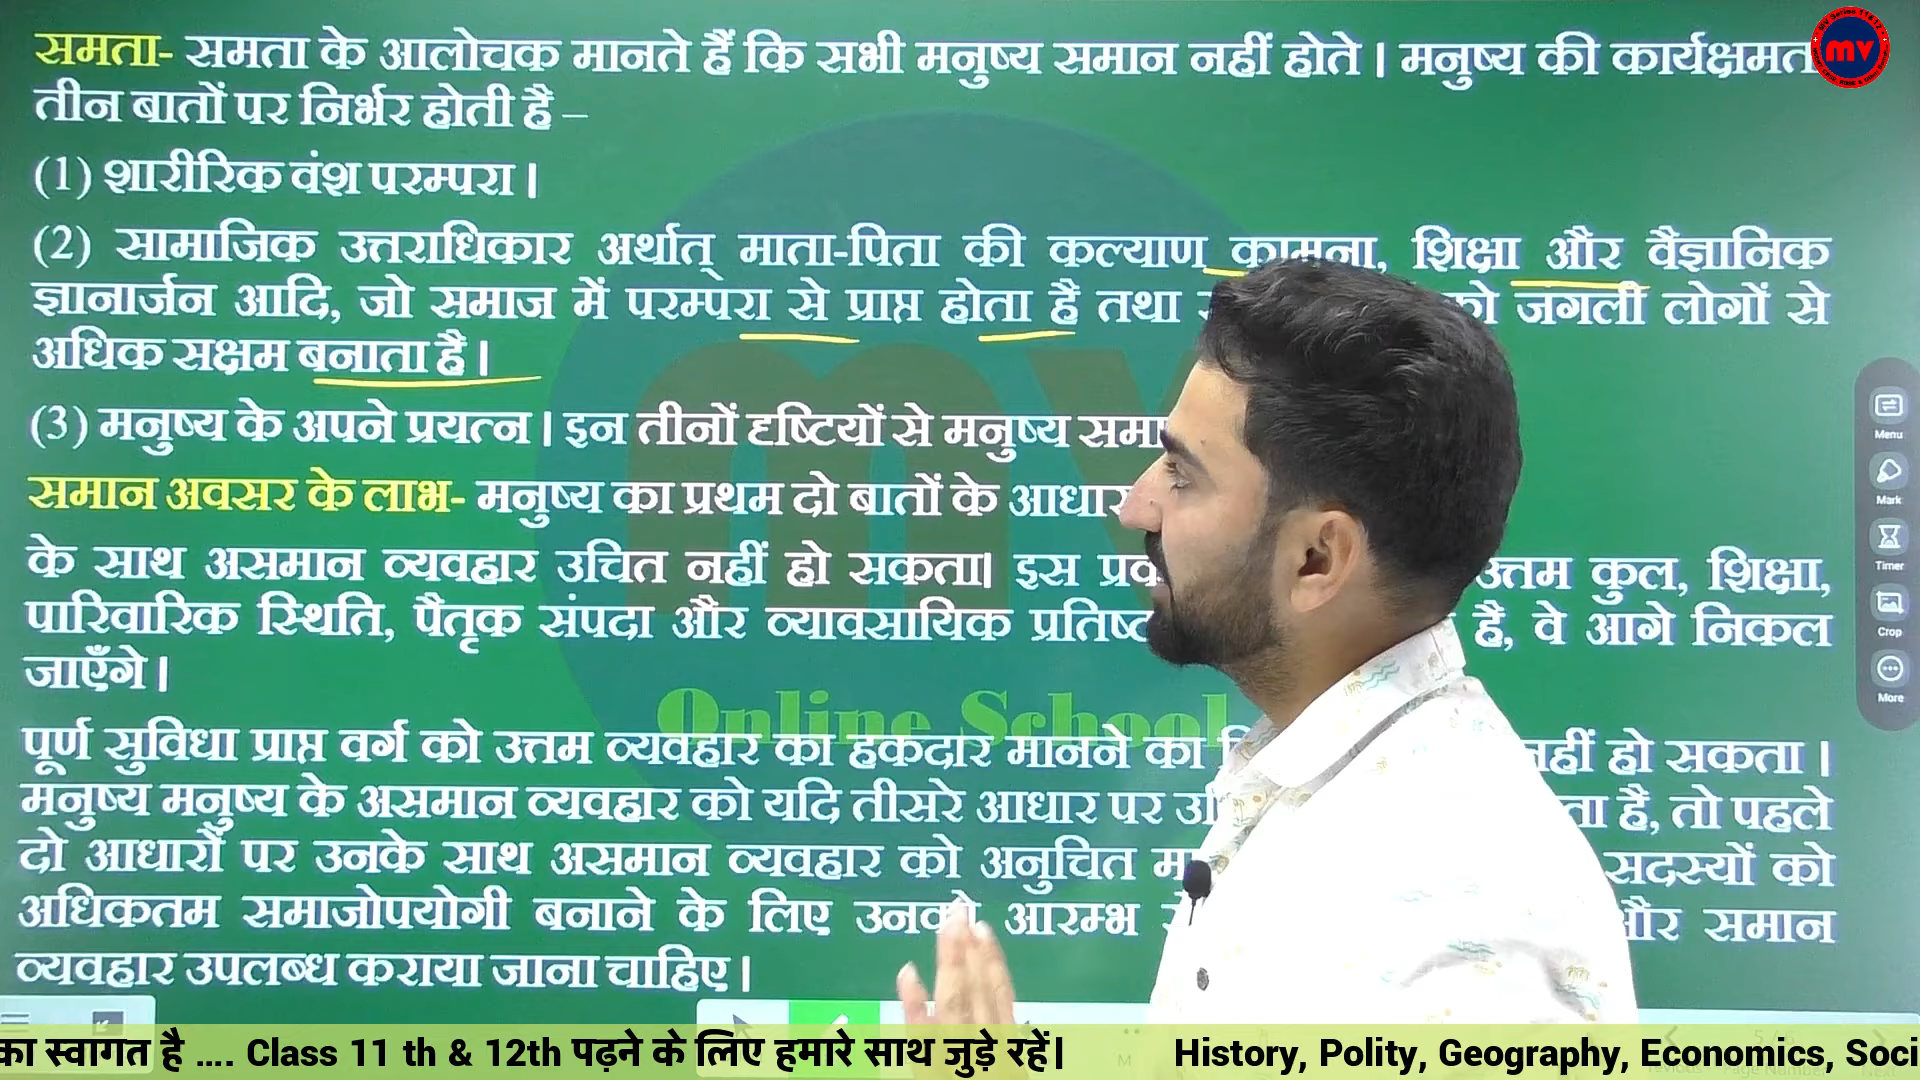 समता- समता के आलोचक मानते हैं कि सभी मनुष्य समान नहीं होते। मनुष्य की कार्यक्षमता
तीन बातों पर निर्भर होती है –
(1) शारीरिक वंश परम्परा।
(2) सामाजिक उत्तराधिकार अर्थात् माता-पिता की कल्याण कामना, शिक्षा और वैज्ञानिक
ज्ञानार्जन आदि, जो समाज में परम्परा से प्राप्त होता है तथा को जगली लोगों से
अधिक सक्षम बनाता है।
(3) मनुष्य के अपने प्रयत्न। इन तीनों दृष्टियों से मनुष्य
समान अवसर के लाभ- मनुष्य का प्रथम दो बातों के आधार
के साथ असमान व्यवहार उचित नहीं हो सकता। इस उत्तम कुल, शिक्षा,
पारिवारिक स्थिति, पैतृक संपदा और व्यावसायिक है, वे आगे निकल
जाएँगे।
पूर्ण सुविधा प्राप्त वर्ग को उत्तम व्यवहार का हकदार मानने का नहीं हो सकता।
मनुष्य मनुष्य के असमान व्यवहार को यदि तीसरे आधार पर है, तो पहले
दो आधारों पर उनके साथ असमान व्यवहार को अनुचित सदस्यों को
अधिकतम समाजोपयोगी बनाने के लिए उनको आरम्भ और समान
व्यवहार उपलब्ध कराया जाना चाहिए।
mv
Online School
mv
Menu
Mark
Timer
Crop
More
का स्वागत है .... Class 11 th & 12th पढ़ने के लिए हमारे साथ जुड़े रहें। History, Polity, Geography, Economics, Soci